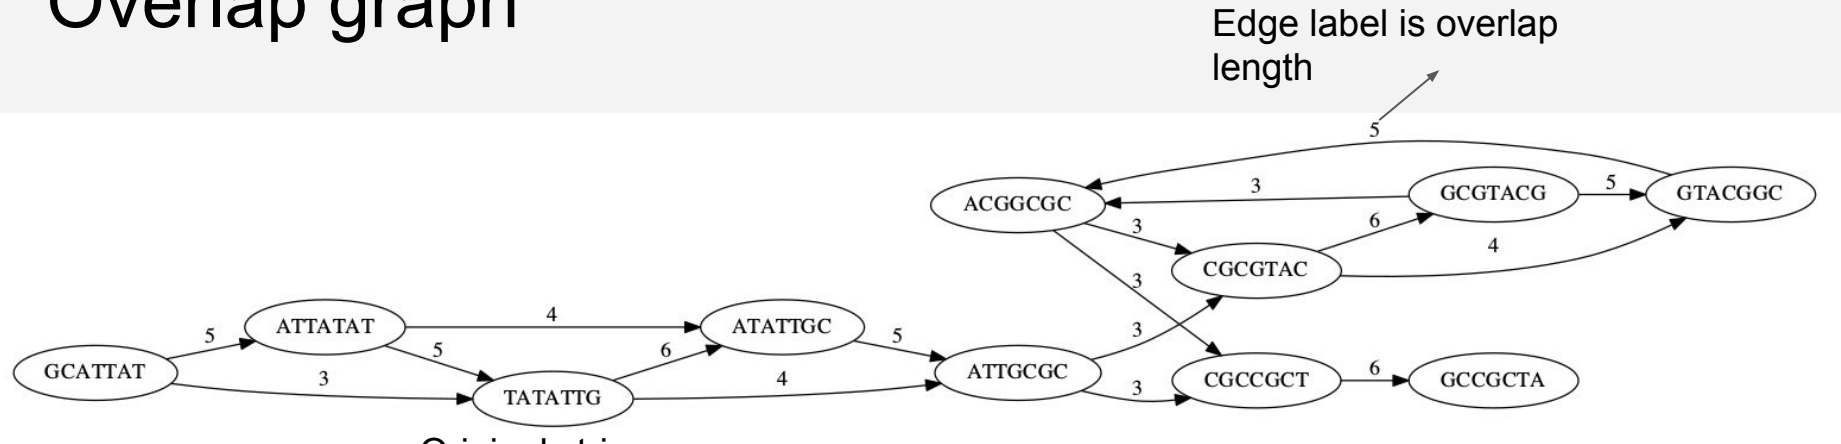 Overlap graph
Edge label is overlap
length
5
ACGGCGC
3
GCGTACG
5
GTACGGC
3
6
4
CGCGTAC
3
ATTATAT
4
ATATTGC
5
5
5
6
3
GCATTAT
3
TATATTG
4
ATTGCGC
3
CGCCGCT
6
GCCGCTA